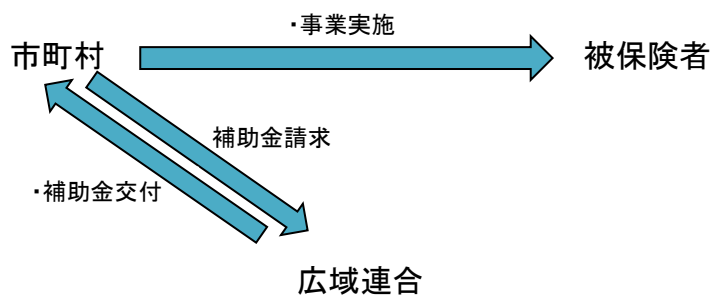 ・事業実施
市町村
被保険者
補助金請求
・補助金交付
広域連合